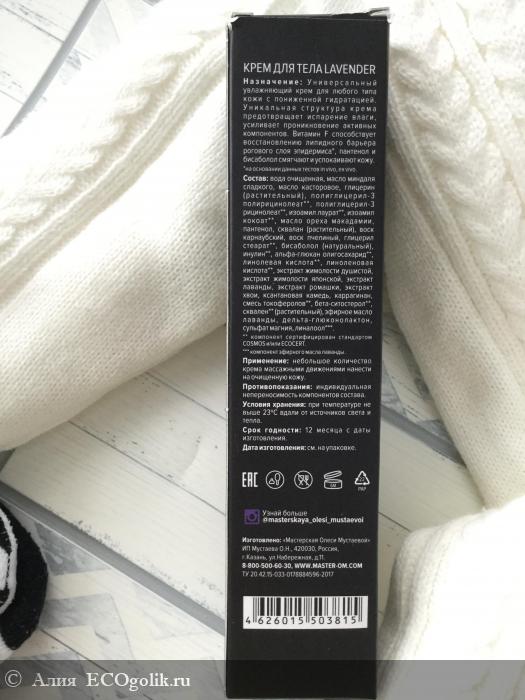 КРЕМ ДЛЯ ТЕЛА LAVENDER
Назначение: Универсальный
увлажняющий крем для любого типа
кожи с пониженной гидратацией.
Уникальная структура крема
предотвращает испарение влаги,
усиливает проникновение активных
компонентов. Витамин F способствует
восстановлению липидного барьера
рогового слоя эпидермиса*, пантенол и
бисаболол смягчают и успокаивают кожу.
*на основании данных тестов in vivo, ex vivo.
Состав: вода очищенная, масло миндаля
сладкого, масло касторовое, глицерин
(растительный), полиглицерил-3
полирицинолеат**, полиглицерил-3
рицинолеат**, изоамил лаурат**, изоамил
кокоат**, масло ореха макадамии,
пантенол, сквалан (растительный), воск
карнаубский, воск пчелиный, глицерил
стеарат**, бисаболол (натуральный),
инулин**, альфа-глюкан олигосахарид**,
линолевая кислота**, линоленовая
кислота**, экстракт жимолости душистой,
экстракт жимолости японской, экстракт
лаванды, экстракт ромашки, экстракт
хвои, ксантановая камедь, каррагинан,
смесь токоферолов**, бета-ситостерол**,
сквален**(растительный), эфирное масло
лаванды, дельта-глюконолактон,
сульфат магния, линалоол***.
** компонент сертифицирован стандартом
COSMOS и/или ECOCERT.
***компонент эфирного масла лаванды.
Применение: небольшое количество
крема массажными движениями нанести
на очищенную кожу.
Противопоказания: индивидуальная
непереносимость компонентов состава.
Условия хранения: при температуре не
выше 23°С вдали от источников света и
тепла.
Срок годности: 12 месяца с даты
изготовления.
Дата изготовления: см. на упаковке.
EAC
PAP
Узнай больше
@masterskaya_olesi_mustaevoi
Изготовлено: «Мастерская Олеси Мустаевой»
ИП Мустаева О.Н., 420030, Россия,
г. Казань, ул.Набережная, д.11.
8-800-500-60-30, WWW.MASTER-OM.COM
ТУ 20.42.15-033-0178884596-2017
4 626015 503815
© Алия ECOgolik.ru